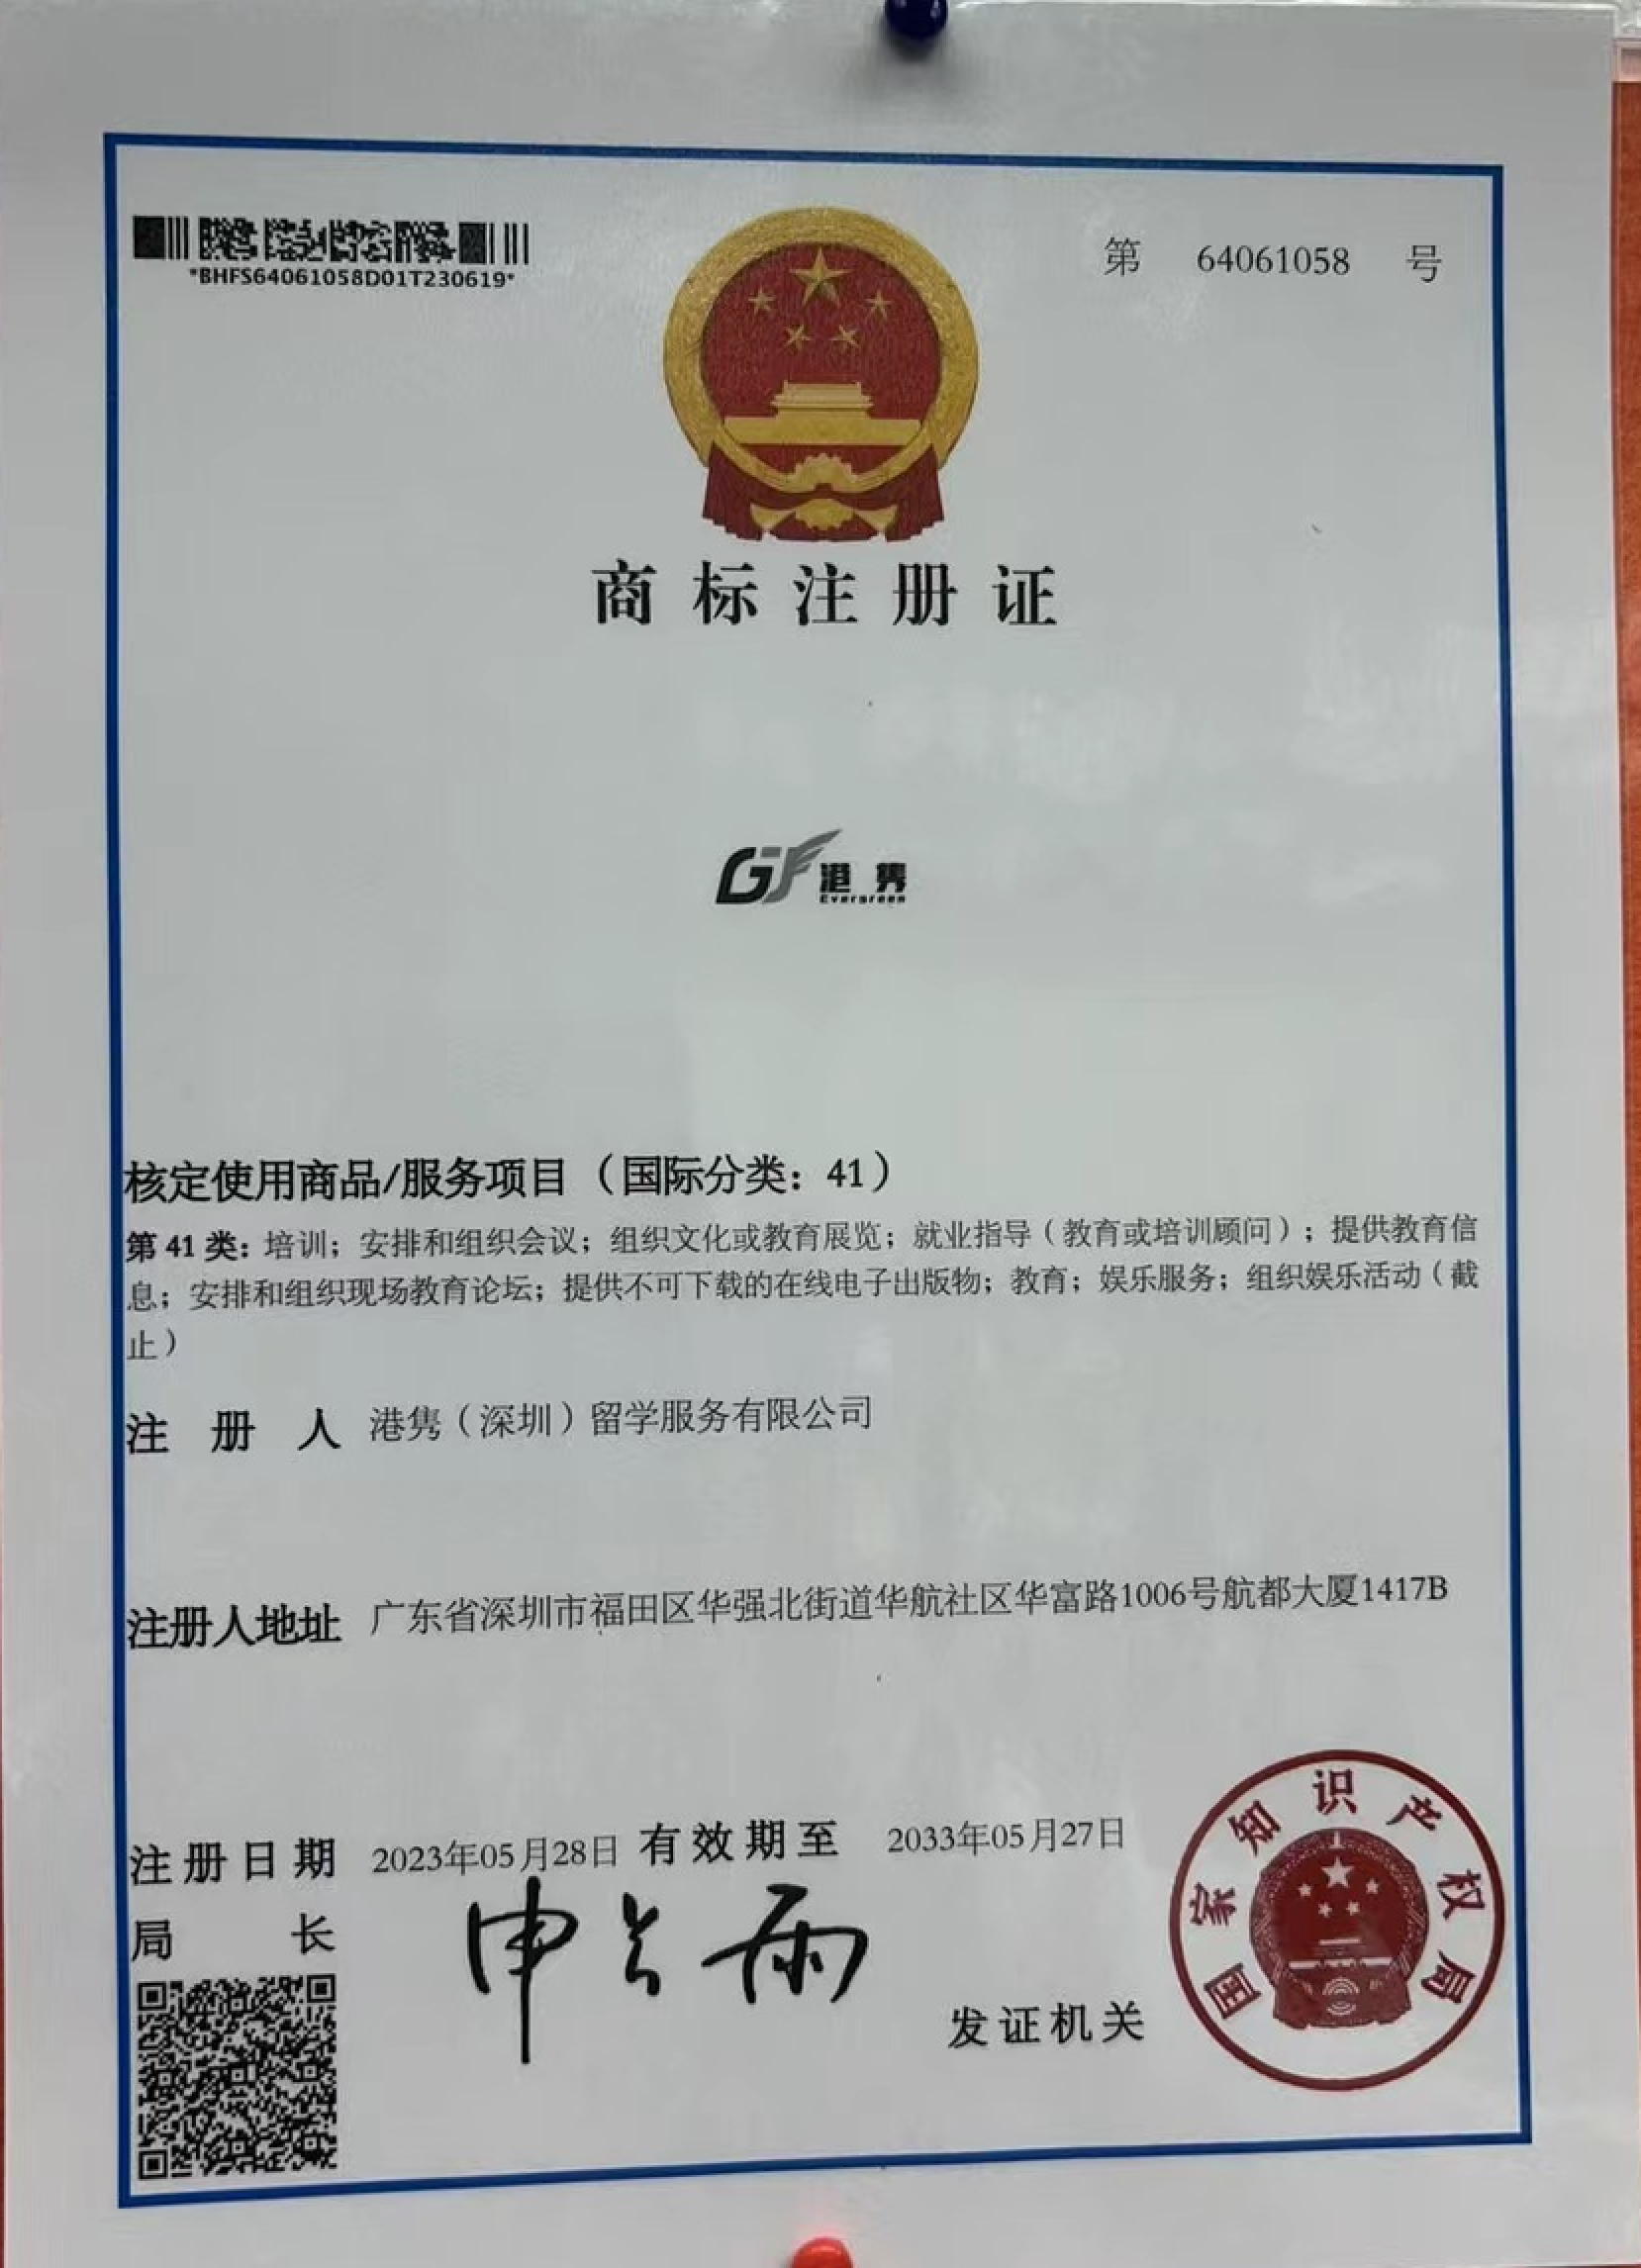 *BHFS64061058D01T230619*
第 64061058 号
商标注册证
GJ 港 隽
Evergreen
核定使用商品/服务项目（国际分类：41）
第 41 类：培训；安排和组织会议；组织文化或教育展览；就业指导（教育或培训顾问）；提供教育信
息；安排和组织现场教育论坛；提供不可下载的在线电子出版物；教育；娱乐服务；组织娱乐活动（截
止）
注 册 人 港隽（深圳）留学服务有限公司
注册人地址 广东省深圳市福田区华强北街道华航社区华富路1006号航都大厦1417B
注册日期 2023年05月28日 有效期至 2033年05月27日
局 长 申长雨
发证机关
国家知识产权局